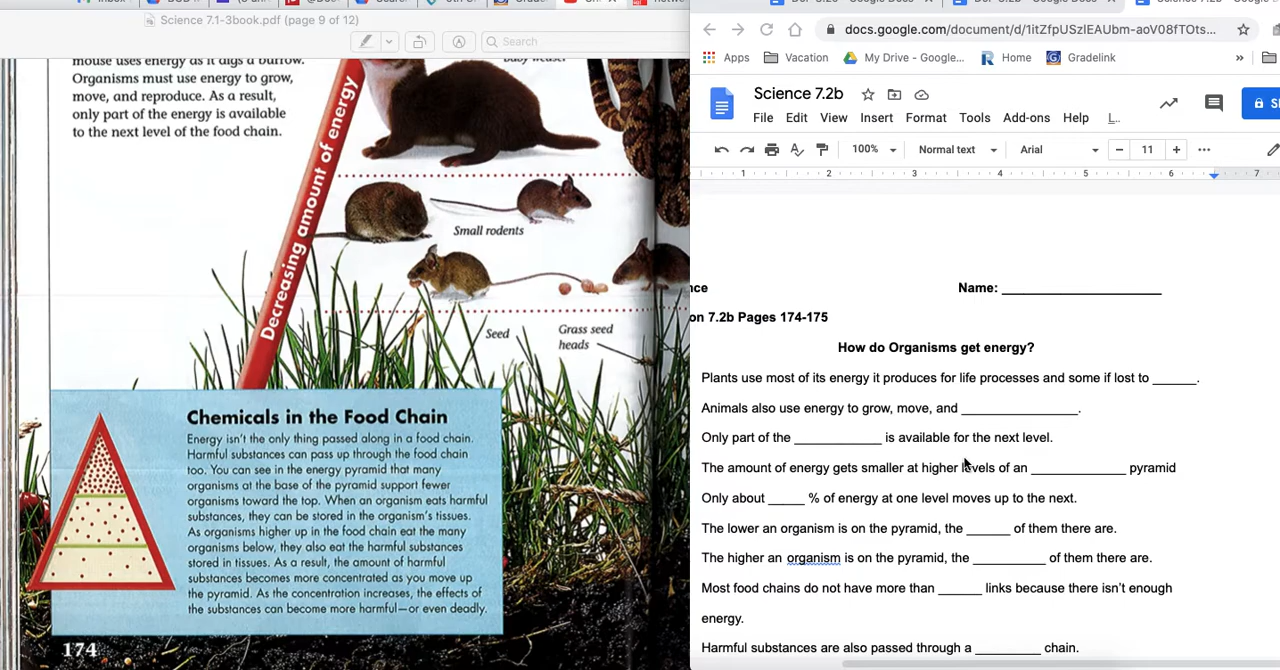 Science 7.1-3book.pdf (page 9 of 12)
Search
mouse uses energy as it digs a burrow.
Organisms must use energy to grow,
move, and reproduce. As a result,
only part of the energy is available
to the next level of the food chain.
Decreasing amount of energy
baby weasel
Small rodents
Seed
Grass seed
heads
Chemicals in the Food Chain
Energy isn't the only thing passed along in a food chain.
Harmful substances can pass up through the food chain
too. You can see in the energy pyramid that many
organisms at the base of the pyramid support fewer
organisms toward the top. When an organism eats harmful
substances, they can be stored in the organism's tissues.
As organisms higher up in the food chain eat the many
organisms below, they also eat the harmful substances
stored in tissues. As a result, the amount of harmful
substances becomes more concentrated as you move up
the pyramid. As the concentration increases, the effects of
the substances can become more harmful—or even deadly.
174
docs.google.com/document/d/1itZfpUSzlEAUbm-aoV08fTOts...
Apps Vacation My Drive - Google... Home Gradelink »
Science 7.2b
File Edit View Insert Format Tools Add-ons Help L...
100% Normal text Arial 11
1 2 3 4 5 6 7
nce Name: ______________________
on 7.2b Pages 174-175
How do Organisms get energy?
Plants use most of its energy it produces for life processes and some if lost to ______.
Animals also use energy to grow, move, and ________________.
Only part of the ____________ is available for the next level.
The amount of energy gets smaller at higher levels of an _____________ pyramid
Only about _____ % of energy at one level moves up to the next.
The lower an organism is on the pyramid, the ______ of them there are.
The higher an organism is on the pyramid, the __________ of them there are.
Most food chains do not have more than ______ links because there isn't enough
energy.
Harmful substances are also passed through a _________ chain.